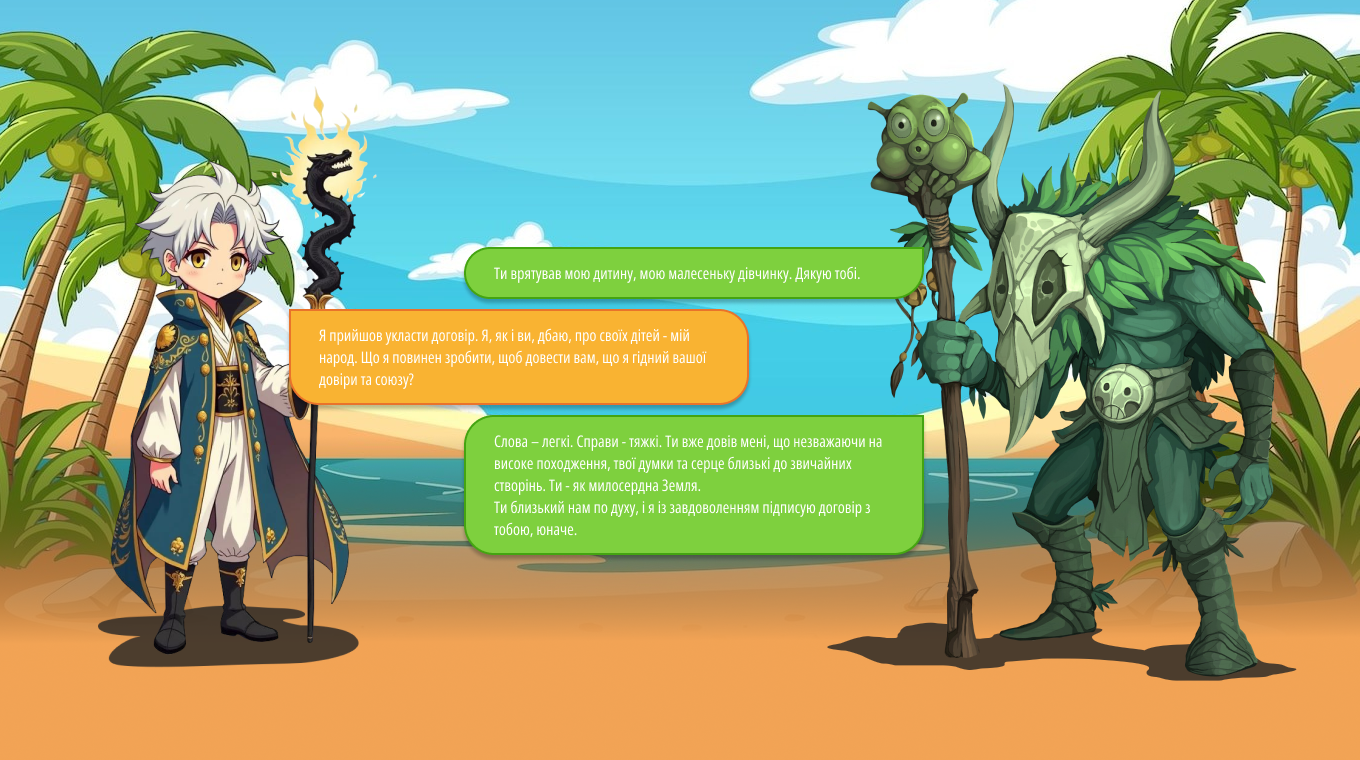 Ти врятував мою дитину, мою малесеньку дівчинку. Дякую тобі.
Я прийшов укласти договір. Я, як і ви, дбаю, про своїх дітей - мій
народ. Що я повинен зробити, щоб довести вам, що я гідний вашої
довіри та союзу?
Слова – легкі. Справи - тяжкі. Ти вже довів мені, що незважаючи на
високе походження, твої думки та серце близькі до звичайних
створінь. Ти - як милосердна Земля.
Ти близький нам по духу, і я із завдоволенням підписую договір з
тобою, юначе.